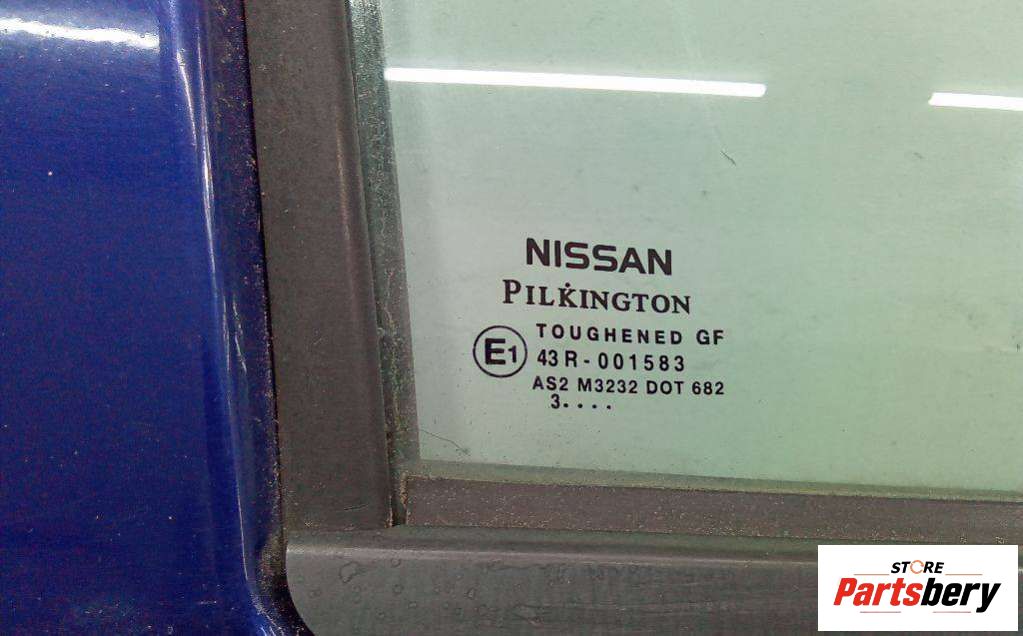 NISSAN
PILKINGTON
TOUGHENED GF
E1 43R-001583
AS2 M3232 DOT 682
3....
STORE
Partsbery